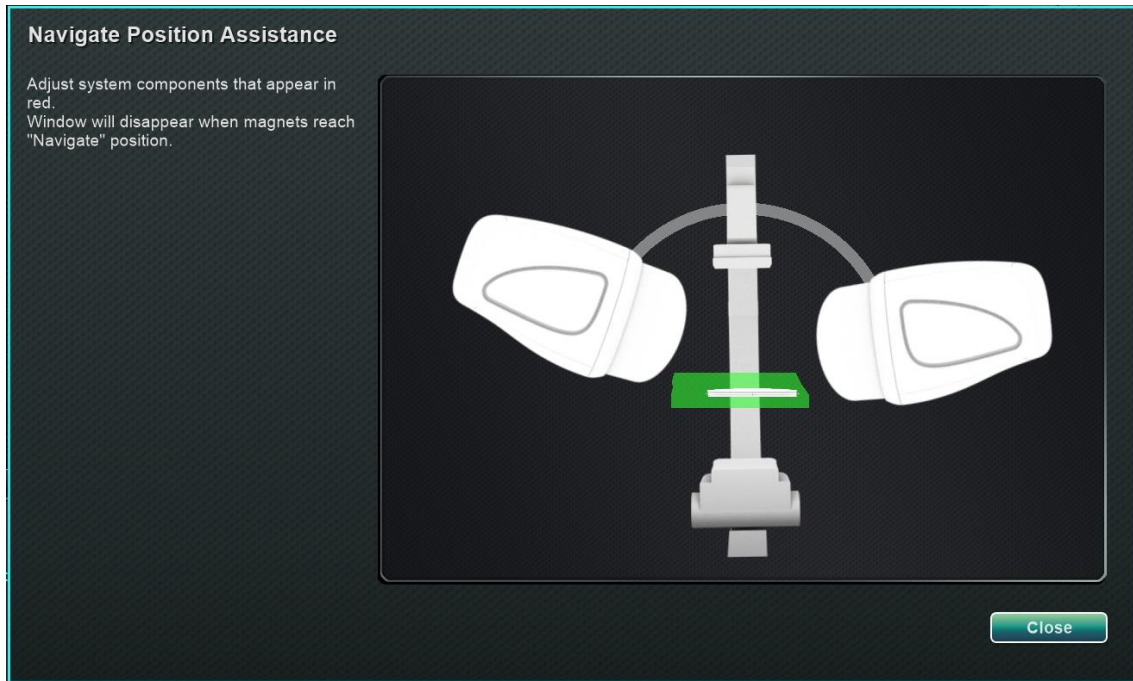 Navigate Position Assistance
Adjust system components that appear in
red.
Window will disappear when magnets reach
"Navigate" position.
Close